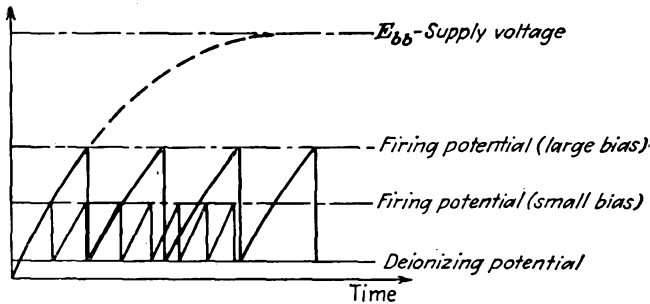 Ebb-Supply voltage
Firing potential (large bias).
Firing potential (small bias)
Deionizing potential
Time